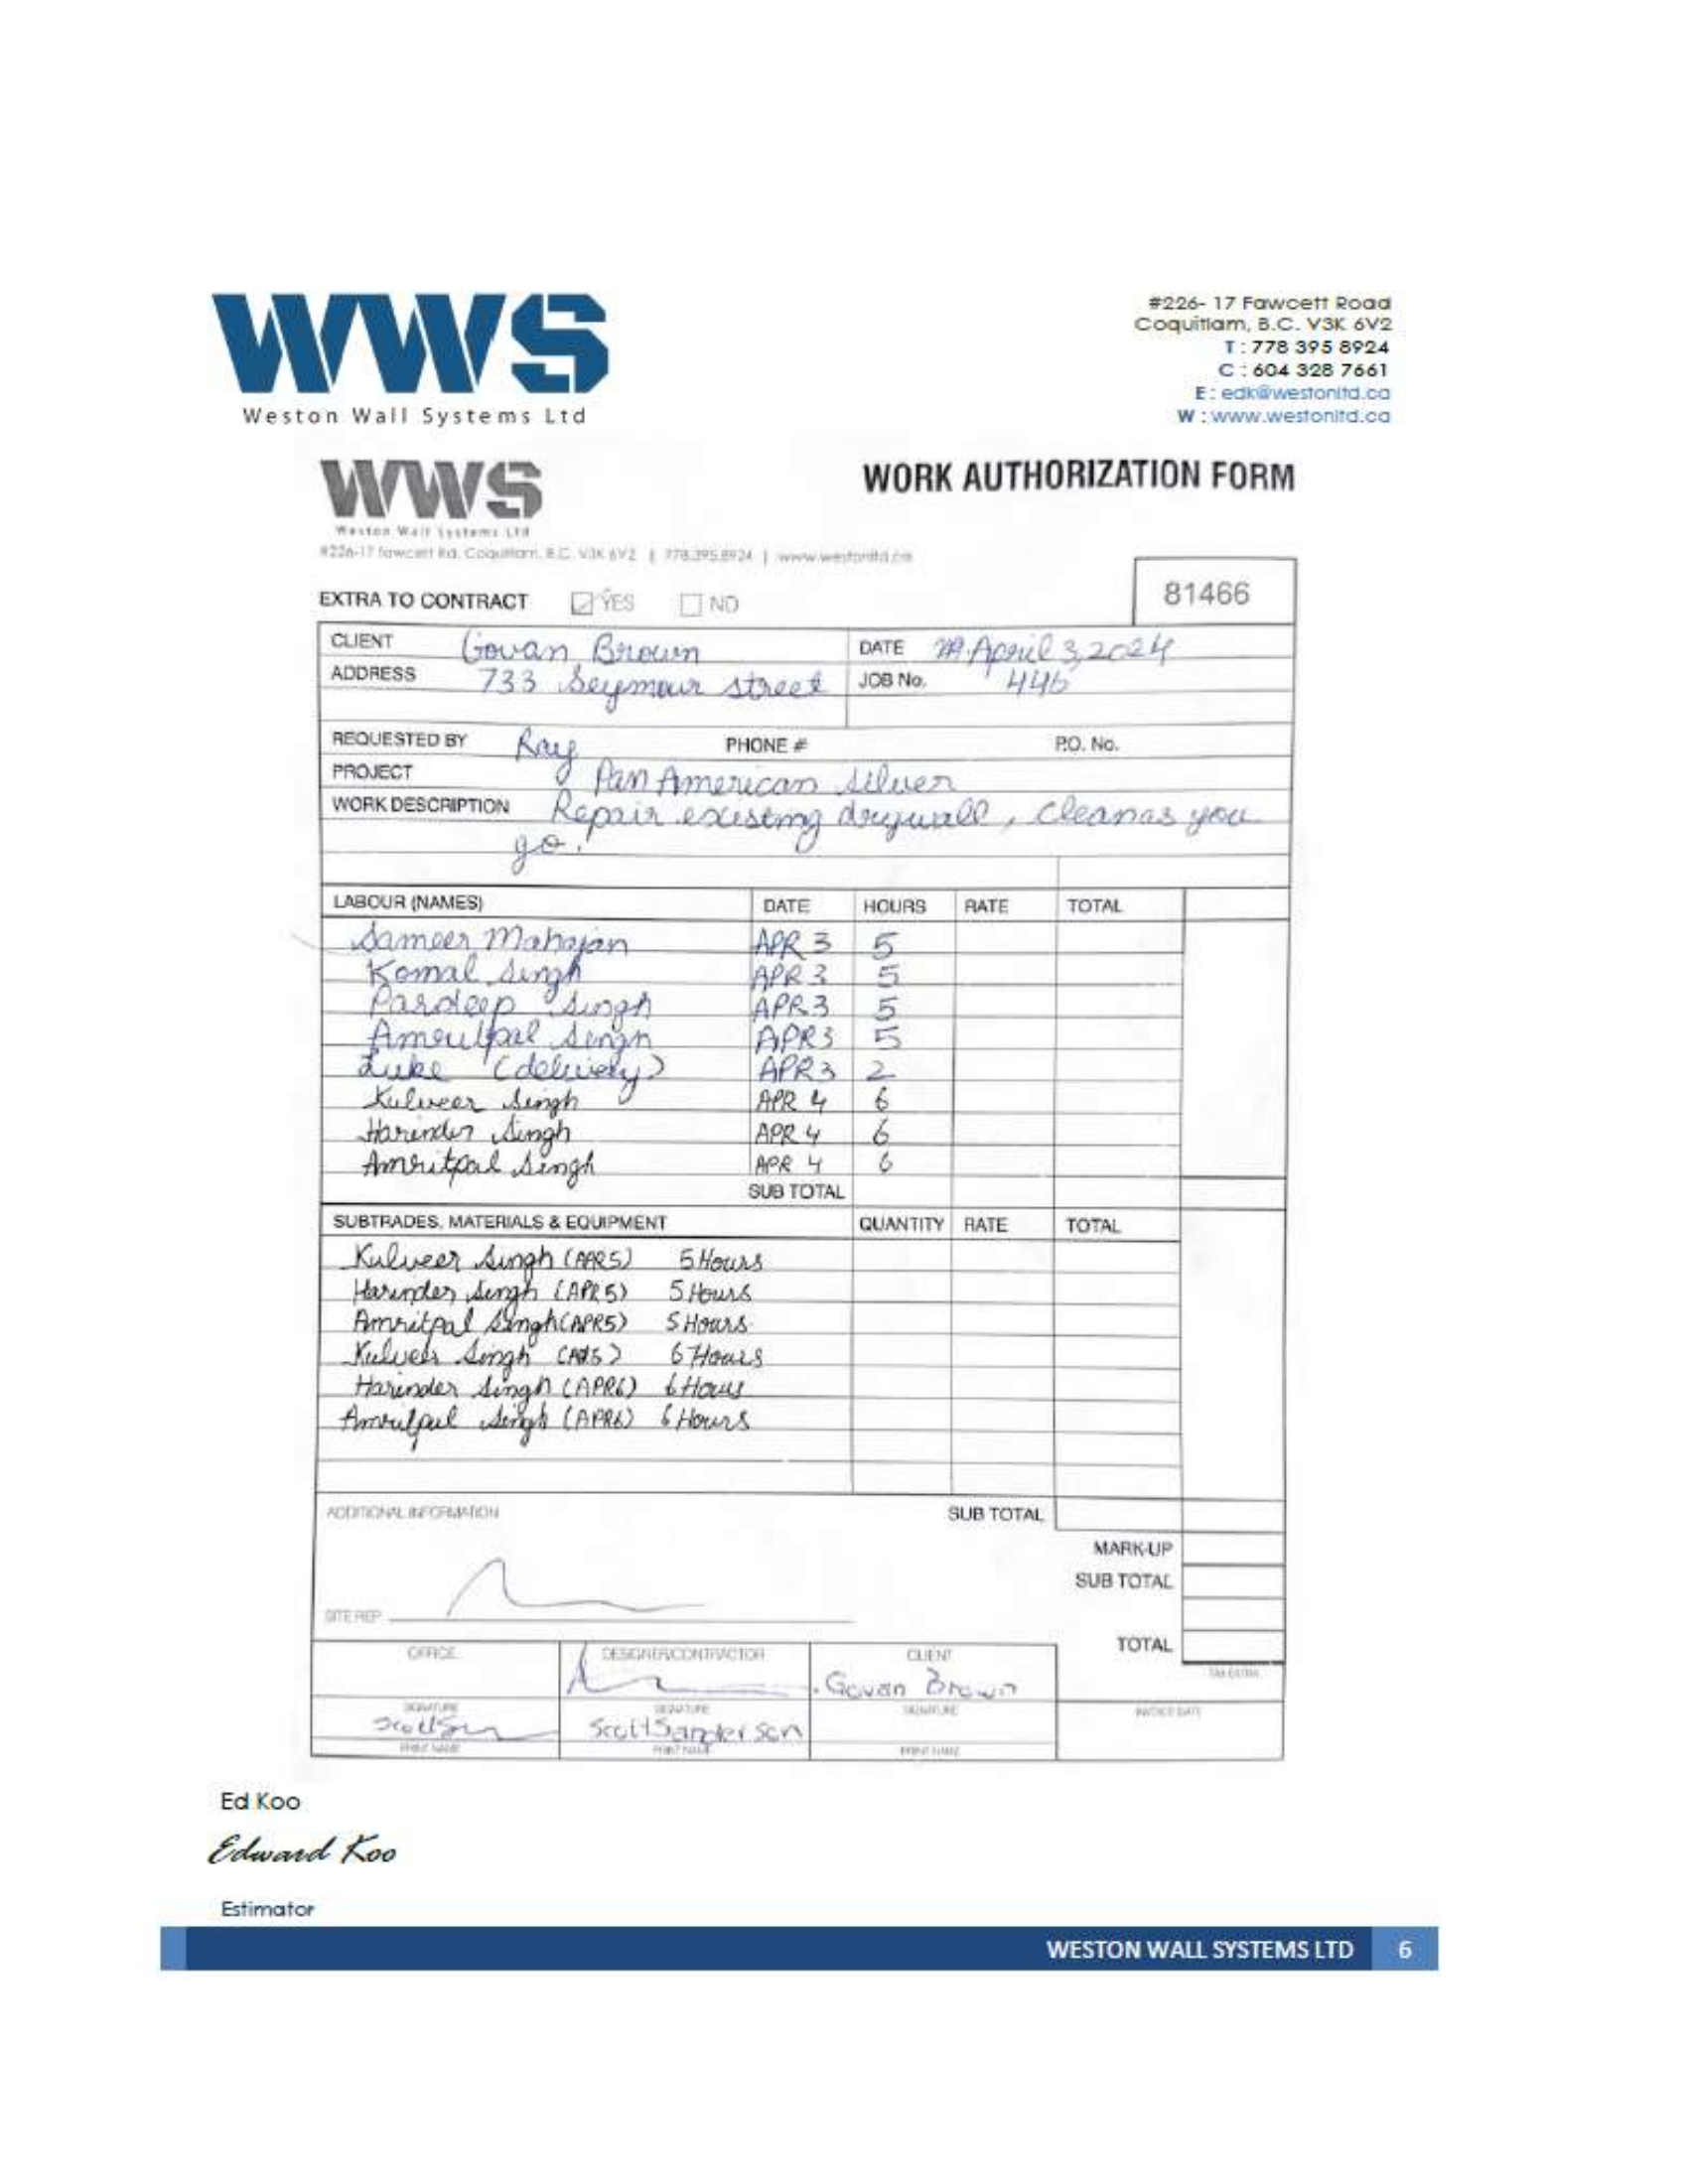 WWS
Weston Wall Systems Ltd
#226- 17 Fawcett Road
Coquitlam, B.C. V3K 6V2
T : 778 395 8924
C : 604 328 7661
E : edk@westonltd.ca
W : www.westonltd.ca
WWS
Weston Wall Systems Ltd
#226-17 Fawcett Rd. Coquitlam, B.C. V3K 6V2 | 778.395.8924 | www.westonltd.ca
WORK AUTHORIZATION FORM
81466
EXTRA TO CONTRACT YES NO
CLIENT Govan Brown DATE April 3, 2024
ADDRESS 733 Seymour street JOB No. 446
REQUESTED BY Ray PHONE # P.O. No.
PROJECT Pan American Silver
WORK DESCRIPTION Repair existing drywall, cleanas you
go.
LABOUR (NAMES) DATE HOURS RATE TOTAL
Sameer Mahajan APR 3 5
Komal Singh APR 3 5
Pardeep Singh APR 3 5
Amritpal Singh APR 3 5
Luke (delivery) APR 3 2
Kulveer Singh APR 4 6
Harinder Singh APR 4 6
Amritpal Singh APR 4 6
SUB TOTAL
SUBTRADES, MATERIALS & EQUIPMENT QUANTITY RATE TOTAL
Kulveer Singh (APR5) 5 Hours
Harinder Singh (APR 5) 5 Hours
Amritpal Singh (APR5) 5 Hours
Kulveer Singh 6 Hours
Harinder Singh (APR6) 6 Hours
Amritpal Singh (APR6) 6 Hours
ADDITIONAL INFORMATION SUB TOTAL
MARK-UP
SUB TOTAL
SITE REP
TOTAL
TAX EXTRA
OFFICE DESIGNER/CONTRACTOR CLIENT
Govan Brown
SIGNATURE SIGNATURE SIGNATURE INVOICE DATE
Scott Sanderson
PRINT NAME PRINT NAME PRINT NAME
Ed Koo
Edward Koo
Estimator
WESTON WALL SYSTEMS LTD 6